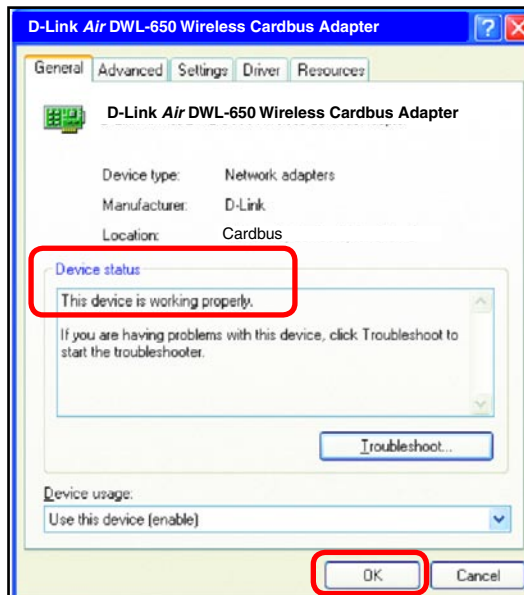 D-Link Air DWL-650 Wireless Cardbus Adapter
General Advanced Settings Driver Resources
D-Link Air DWL-650 Wireless Cardbus Adapter
Device type: Network adapters
Manufacturer: D-Link
Location: Cardbus
Device status
This device is working properly.
If you are having problems with this device, click Troubleshoot to
start the troubleshooter.
Troubleshoot...
Device usage:
Use this device (enable)
OK Cancel